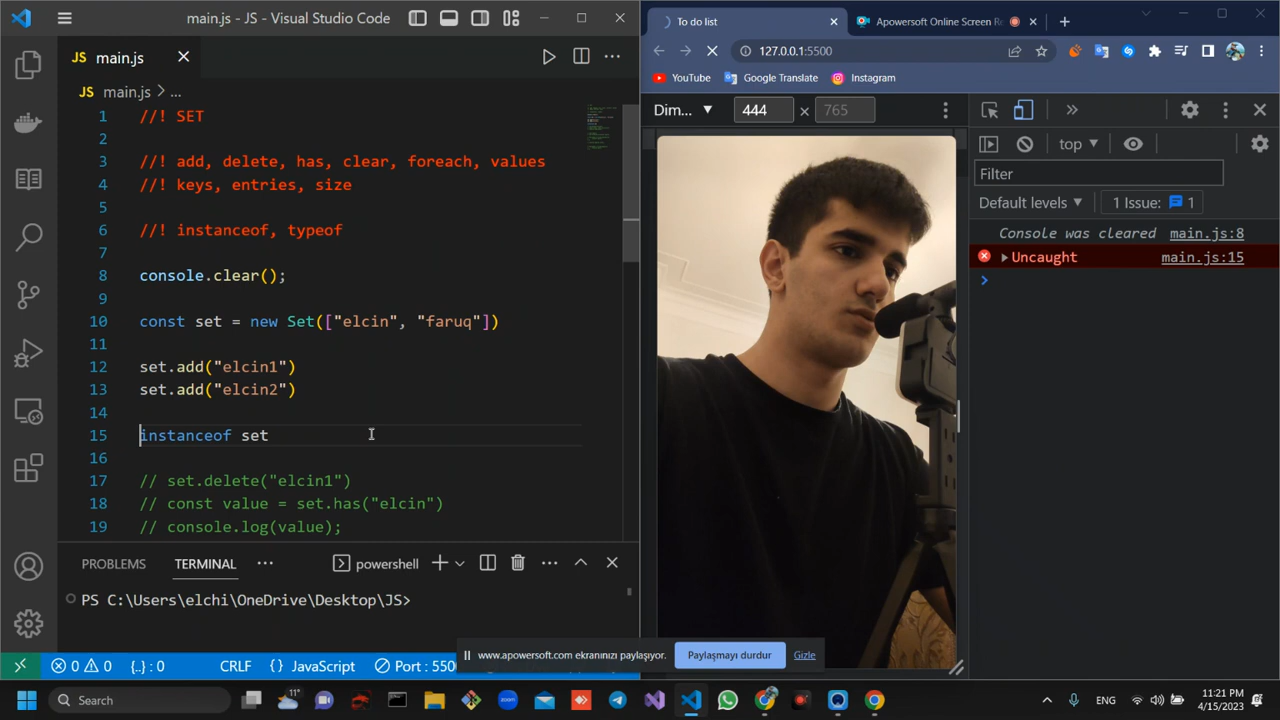 main.js - JS - Visual Studio Code
JS main.js
JS main.js > ...
1 //! SET
2
3 //! add, delete, has, clear, foreach, values
4 //! keys, entries, size
5
6 //! instanceof, typeof
7
8 console.clear();
9
10 const set = new Set(["elcin", "faruq"])
11
12 set.add("elcin1")
13 set.add("elcin2")
14
15 instanceof set
16
17 // set.delete("elcin1")
18 // const value = set.has("elcin")
19 // console.log(value);
PROBLEMS TERMINAL ... powershell
PS C:\Users\elchi\OneDrive\Desktop\JS>
0 0 {..} : 0 CRLF {} JavaScript Port : 550
To do list
Apowersoft Online Screen Re
127.0.0.1:5500
YouTube Google Translate Instagram
Dim... 444 × 765
top
Filter
Default levels 1 Issue: 1
Console was cleared main.js:8
Uncaught main.js:15
www.apowersoft.com ekranınızı paylaşıyor. Paylaşmayı durdur Gizle
Search
11°
zoom
ENG
11:21 PM
4/15/2023